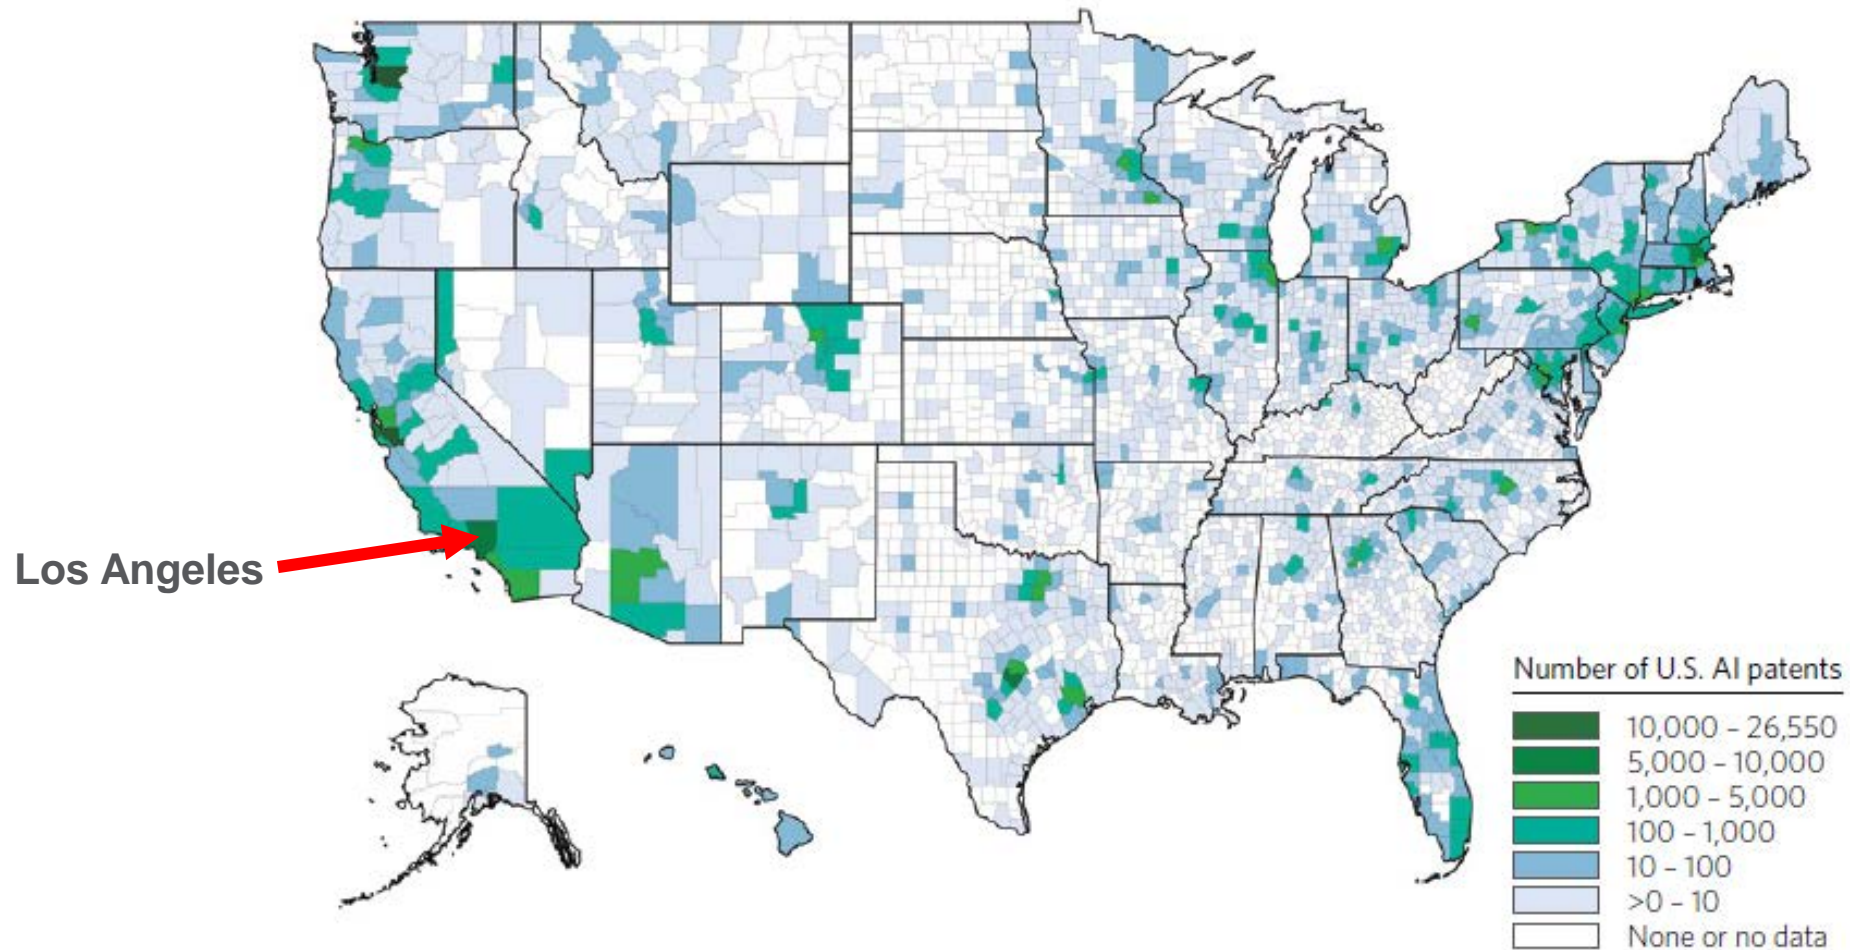 Los Angeles
Number of U.S. AI patents
10,000 – 26,550
5,000 – 10,000
1,000 – 5,000
100 – 1,000
10 – 100
>0 – 10
None or no data